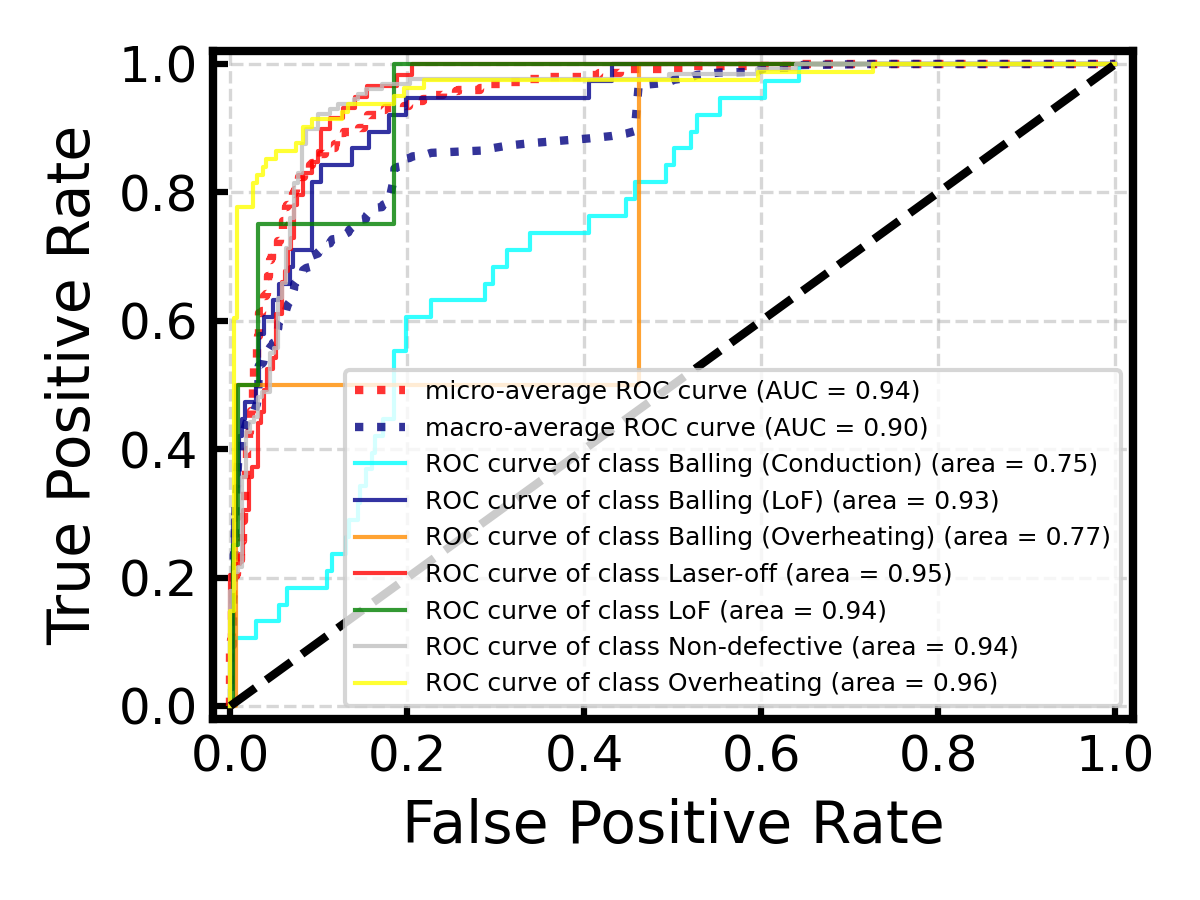 True Positive Rate
1.0
0.8
0.6
0.4
0.2
0.0
micro-average ROC curve (AUC = 0.94)
macro-average ROC curve (AUC = 0.90)
ROC curve of class Balling (Conduction) (area = 0.75)
ROC curve of class Balling (LoF) (area = 0.93)
ROC curve of class Balling (Overheating) (area = 0.77)
ROC curve of class Laser-off (area = 0.95)
ROC curve of class LoF (area = 0.94)
ROC curve of class Non-defective (area = 0.94)
ROC curve of class Overheating (area = 0.96)
0.0 0.2 0.4 0.6 0.8 1.0
False Positive Rate